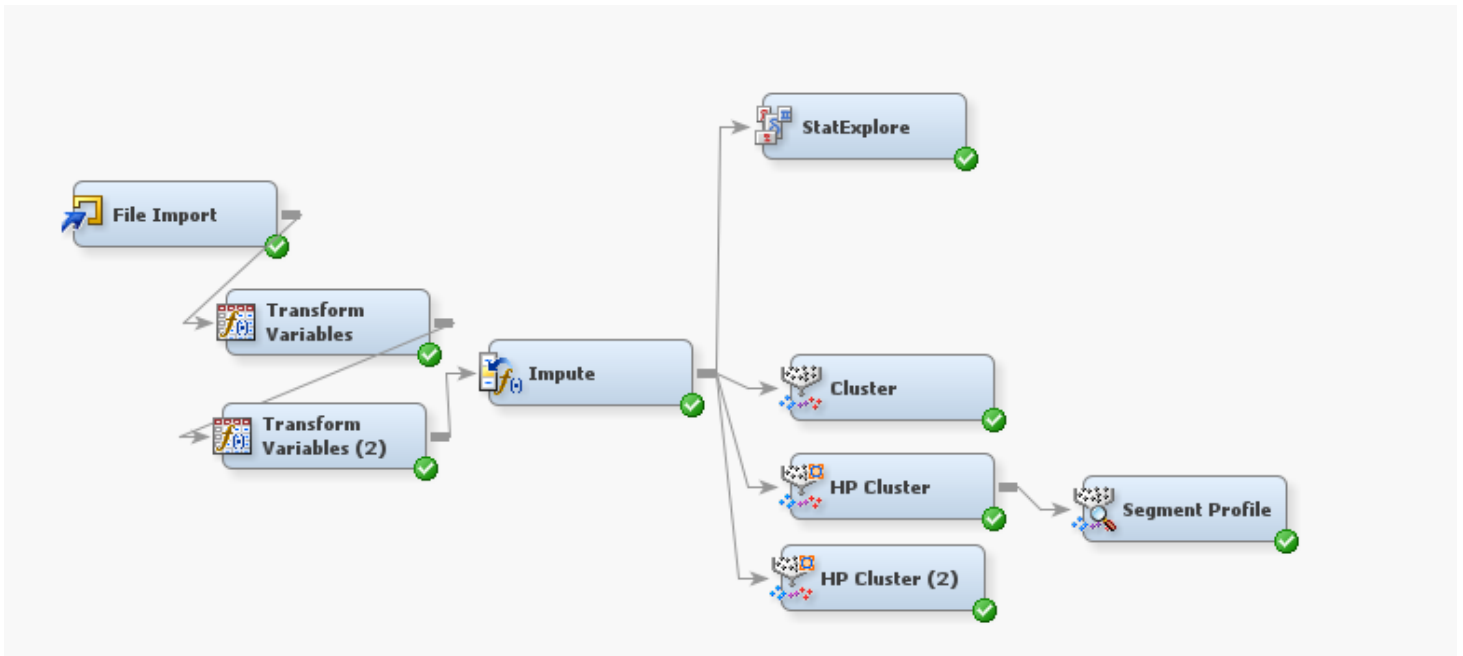 StatExplore
File Import
Transform
Variables
Impute
Cluster
Transform
Variables (2)
HP Cluster
Segment Profile
HP Cluster (2)